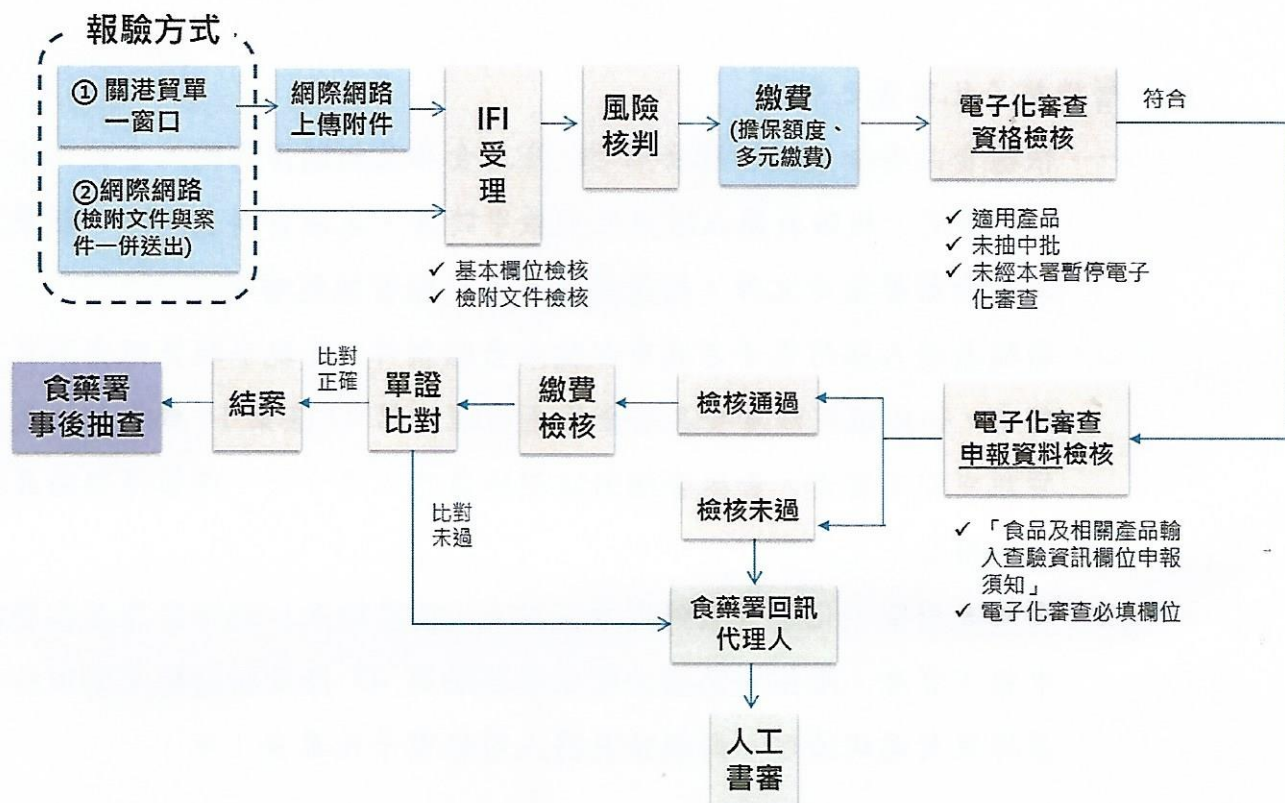 報驗方式
① 關港貿單
一窗口
②網際網路
(檢附文件與案
件一併送出)
網際網路
上傳附件
IFI
受理
✓ 基本欄位檢核
✓ 檢附文件檢核
風險
核判
繳費
(擔保額度、
多元繳費)
電子化審查
資格檢核
✓ 適用產品
✓ 未抽中批
✓ 未經本署暫停電子
化審查
符合
電子化審查
申報資料檢核
✓ 「食品及相關產品輸
入查驗資訊欄位申報
須知」
✓ 電子化審查必填欄位
檢核通過
檢核未過
繳費
檢核
單證
比對
比對
正確
比對
未過
結案
食藥署
事後抽查
食藥署回訊
代理人
人工
書審